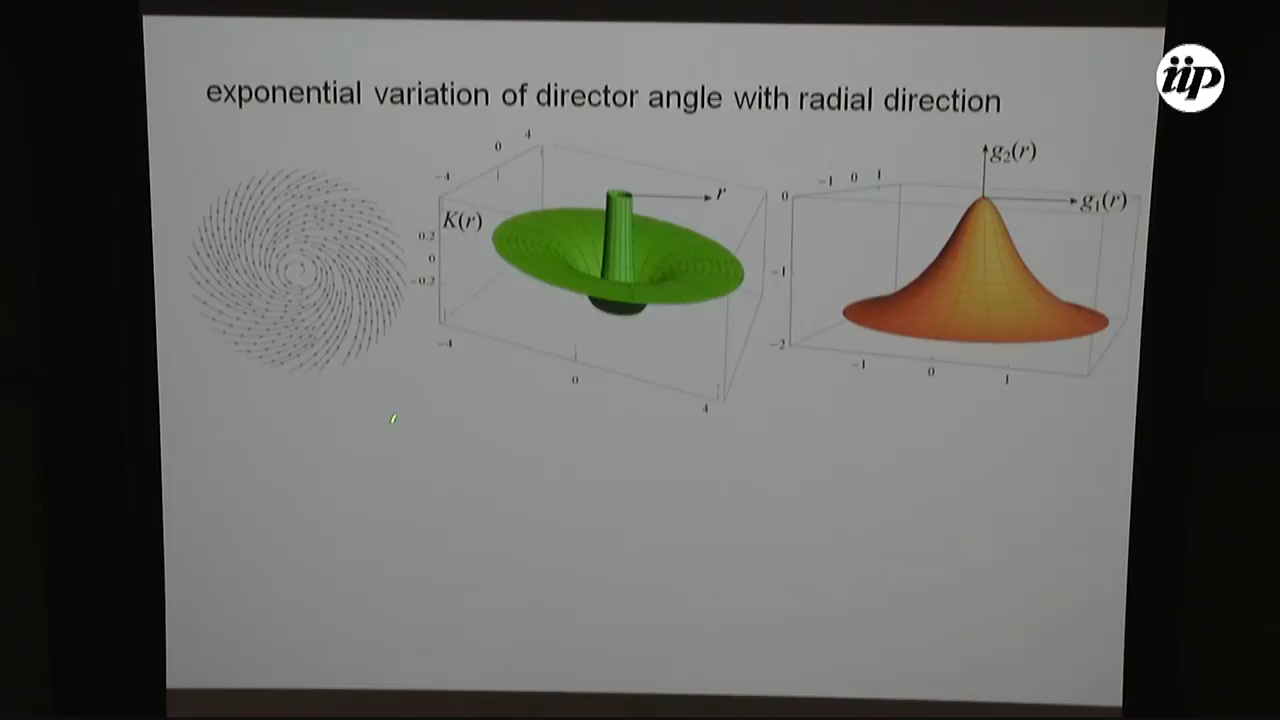 exponential variation of director angle with radial direction
iip
4
0
-4
K(r)
r
0.2
0
-0.2
-4
0
4
g₂(r)
-1 0 1
0
g₁(r)
-1
-2
-1
0
1